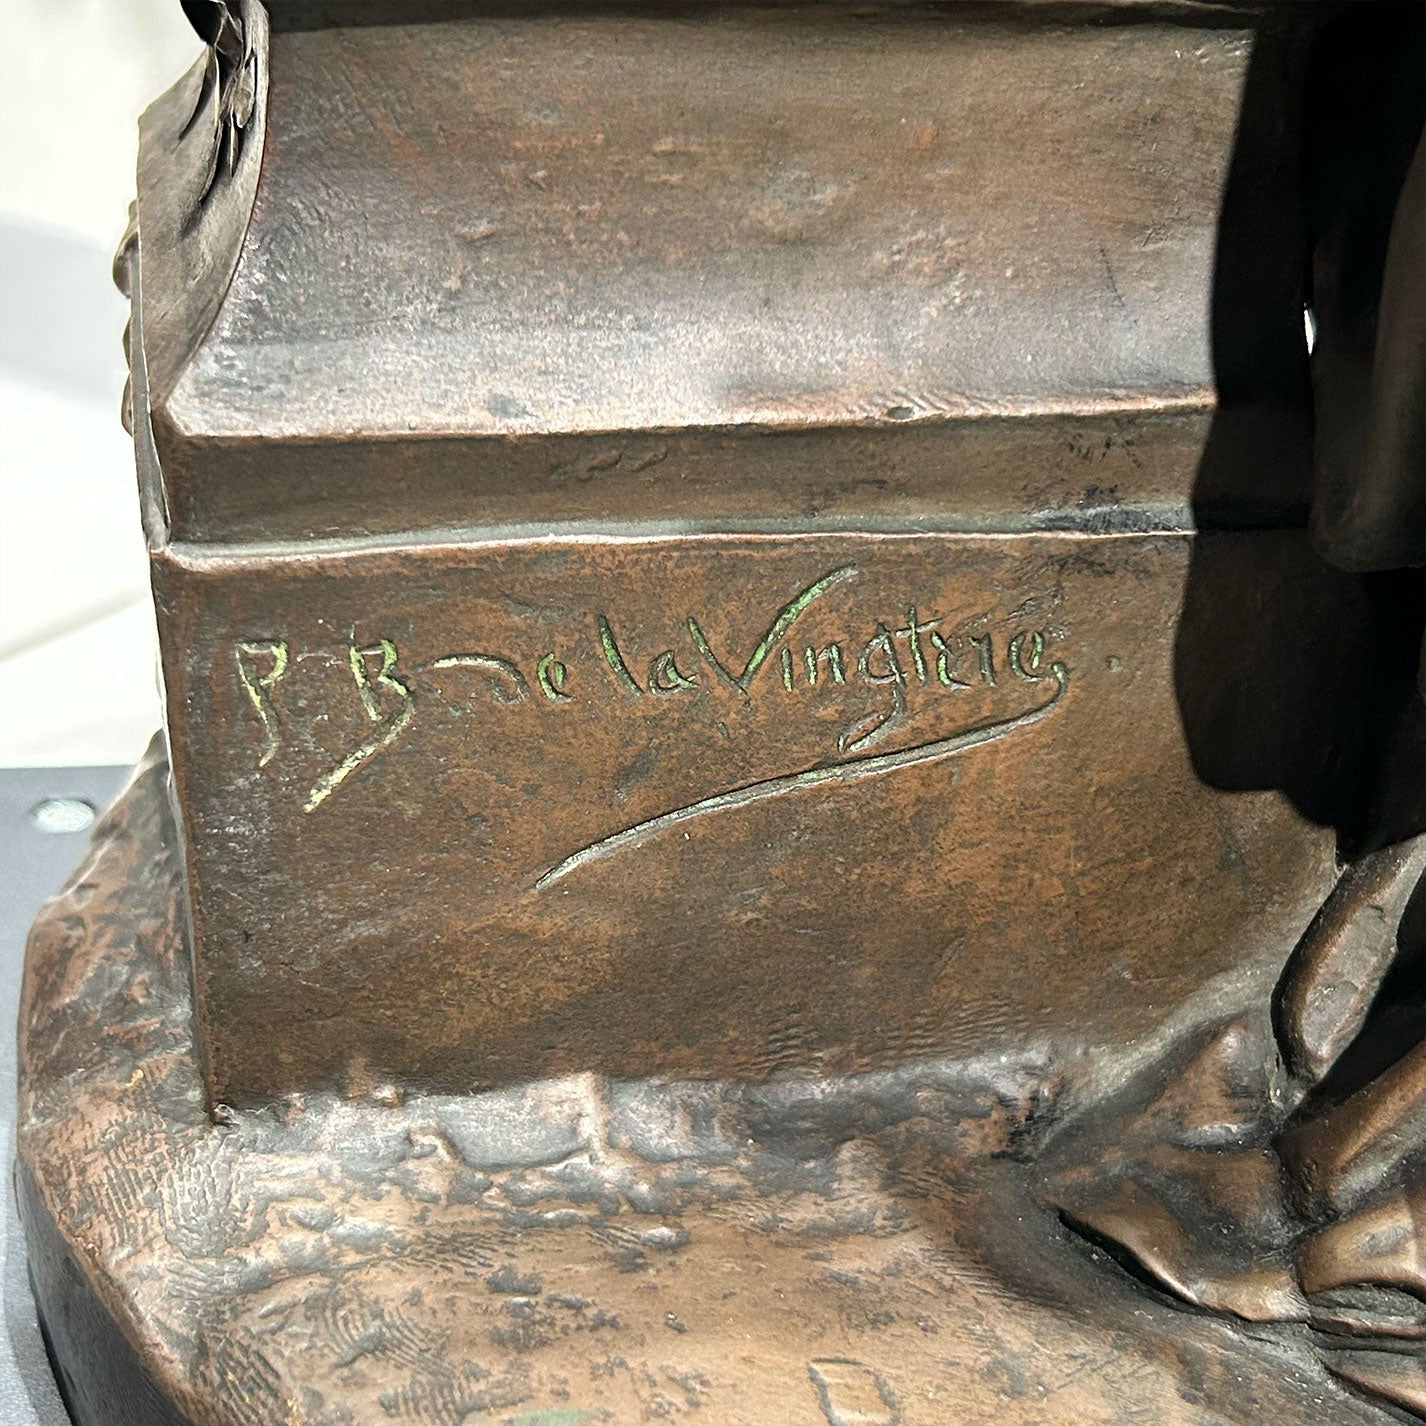 P. B. de la Vingtrie.